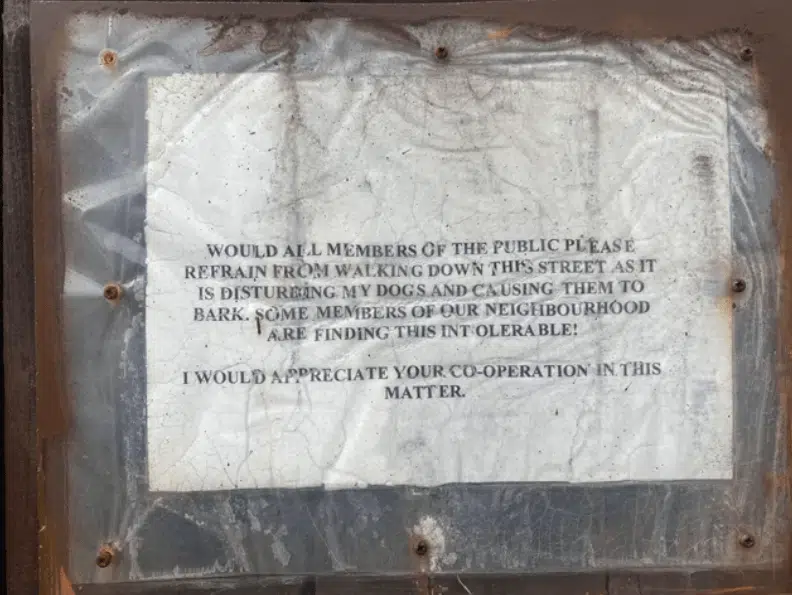 WOULD ALL MEMBERS OF THE PUBLIC PLEASE
REFRAIN FROM WALKING DOWN THIS STREET AS IT
IS DISTURBING MY DOGS AND CAUSING THEM TO
BARK. SOME MEMBERS OF OUR NEIGHBOURHOOD
ARE FINDING THIS INTOLERABLE!
I WOULD APPRECIATE YOUR CO-OPERATION IN THIS
MATTER.